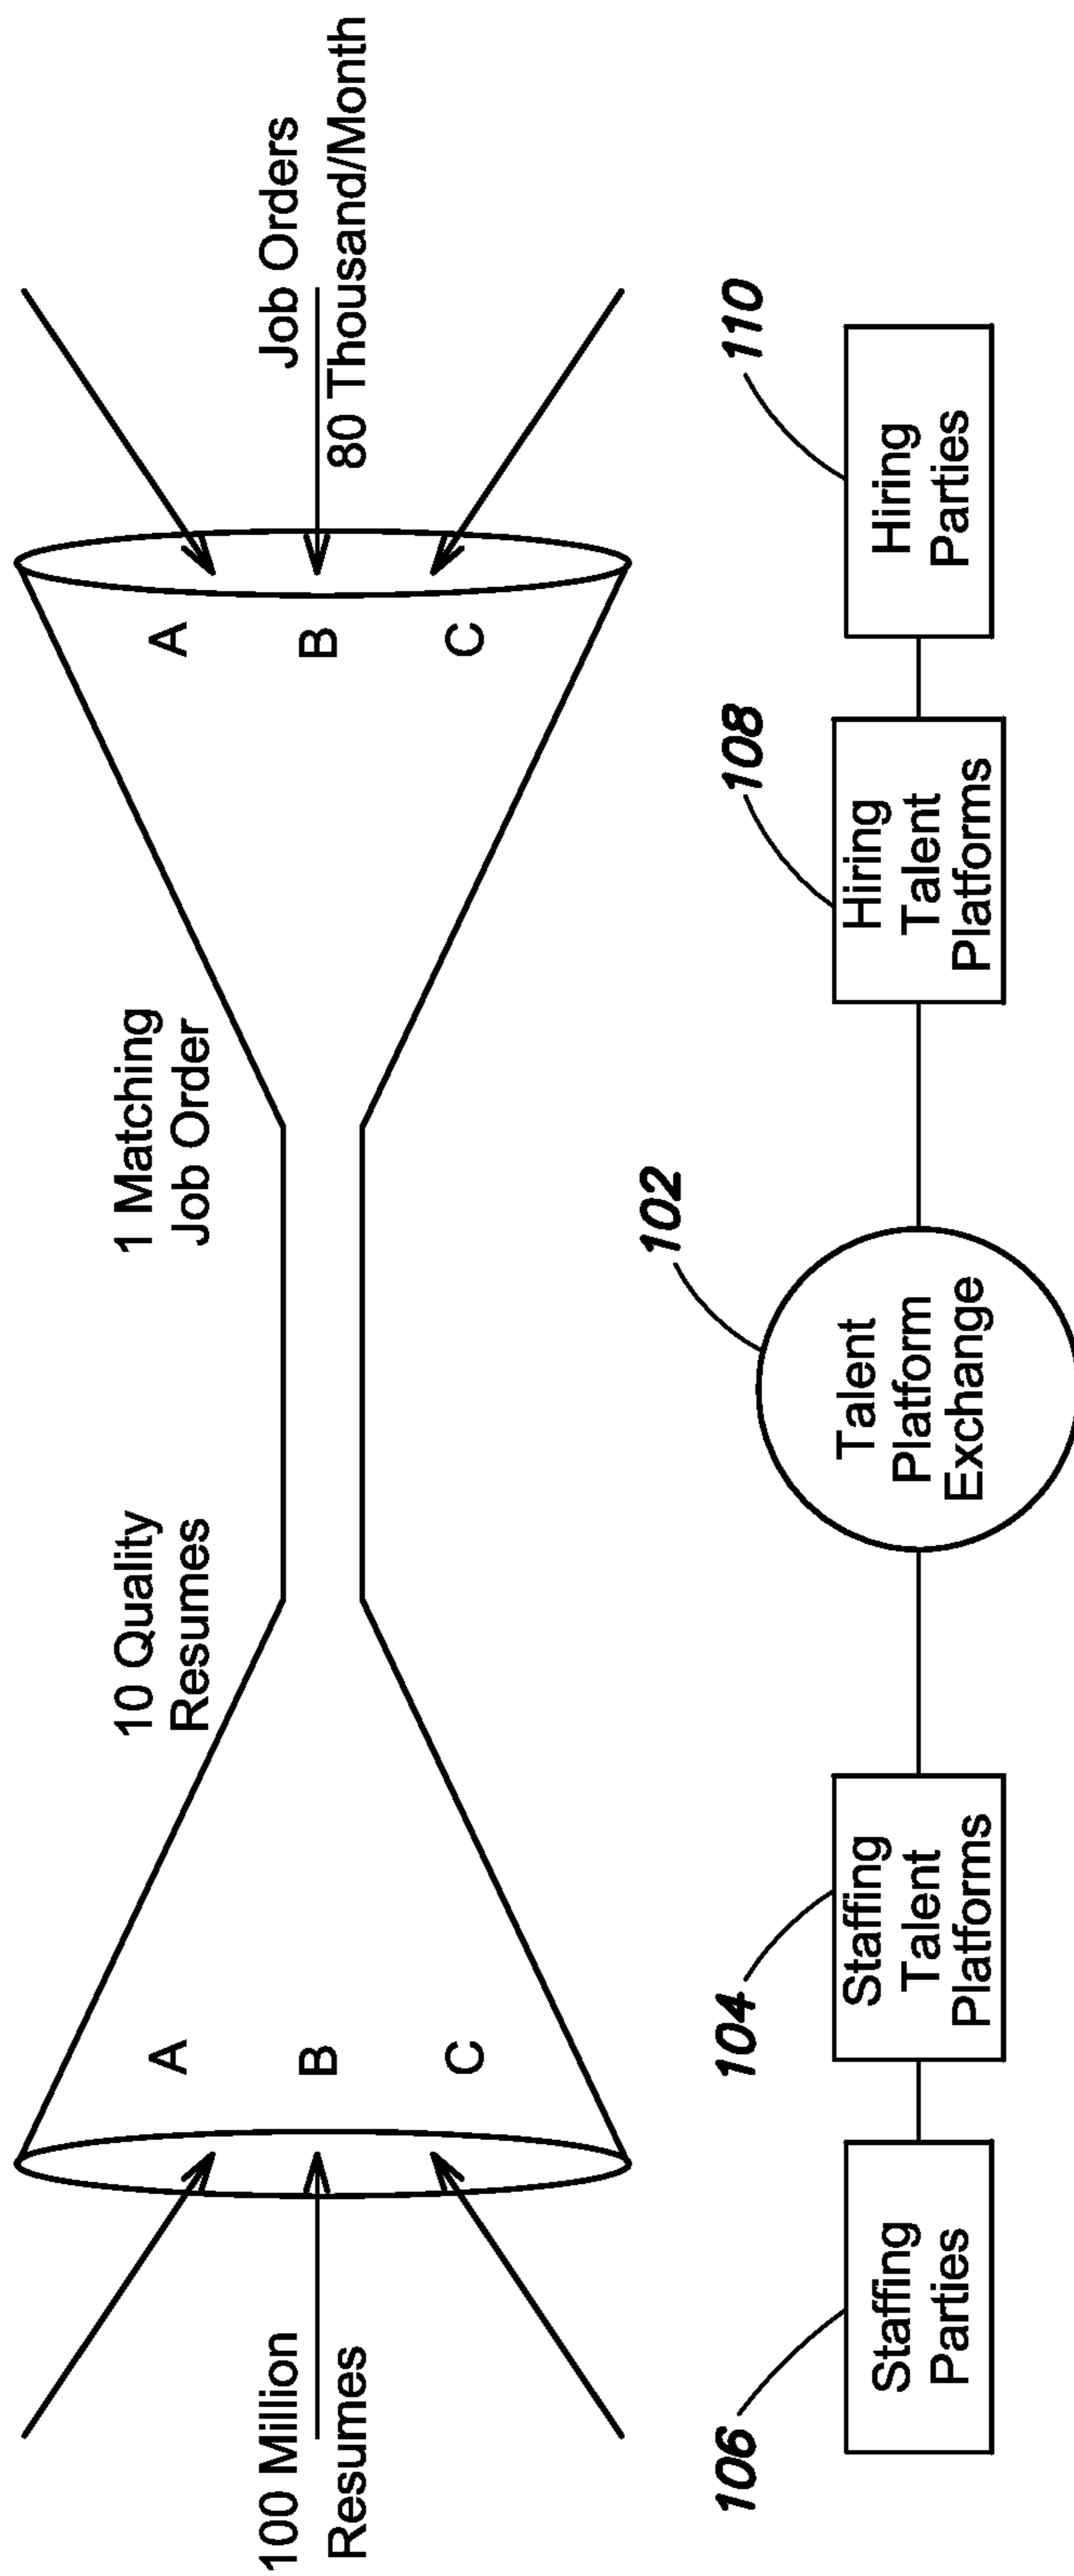 100 Million
Resumes
A
B
C
10 Quality
Resumes
1 Matching
Job Order
A
B
C
Job Orders
80 Thousand/Month
106
Staffing
Parties
104
Staffing
Talent
Platforms
102
Talent
Platform
Exchange
108
Hiring
Talent
Platforms
110
Hiring
Parties